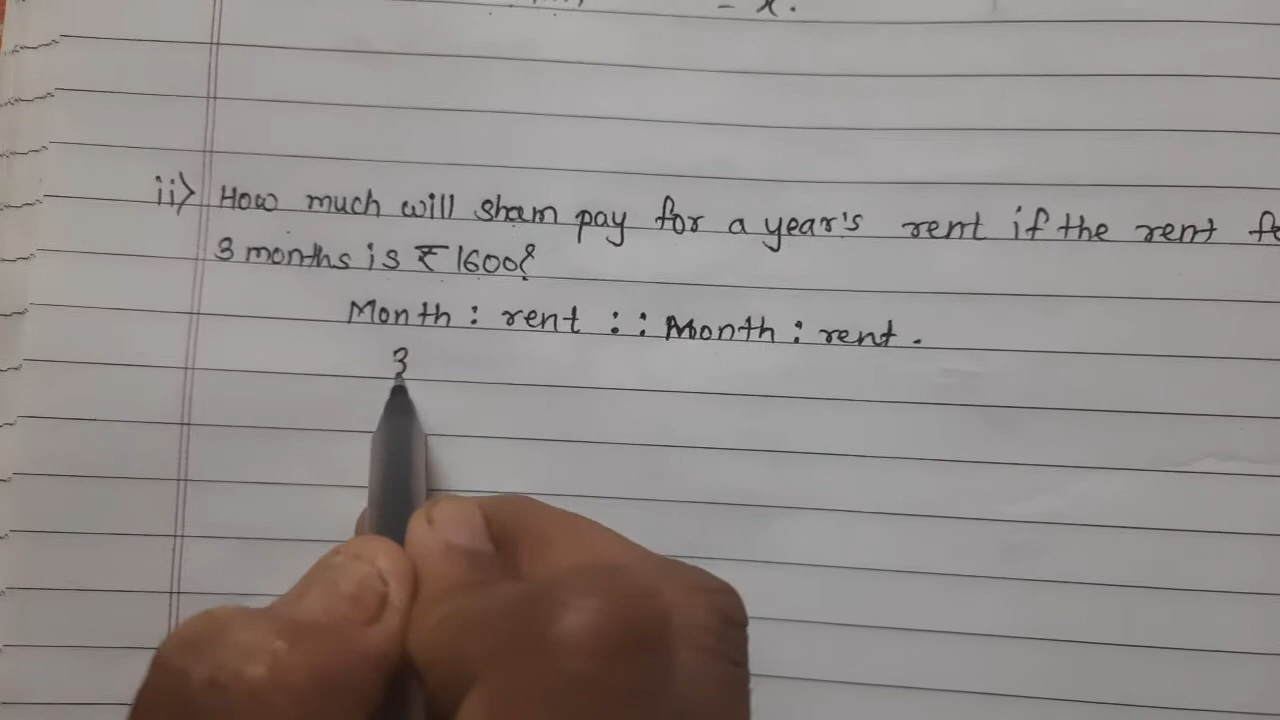 - x.
ii) How much will sham pay for a year's rent if the rent
3 months is ₹ 1600?
Month : rent :: Month : rent .
3